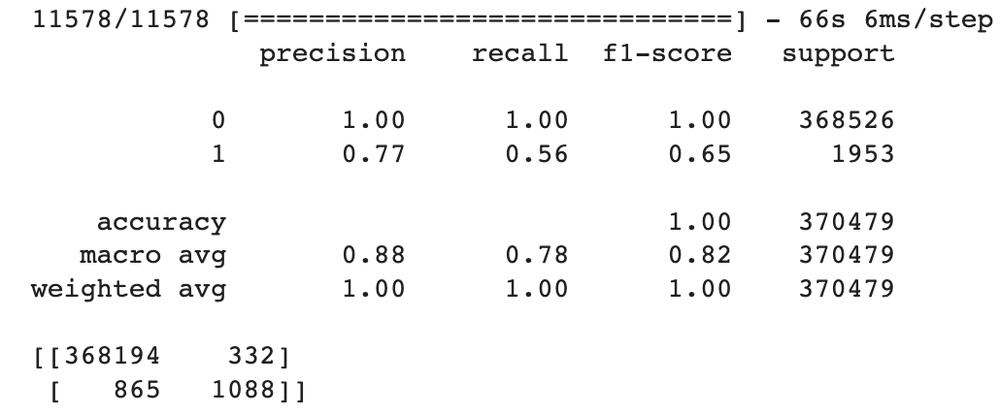 11578/11578 [==============================] - 66s 6ms/step
precision recall f1-score support
0 1.00 1.00 1.00 368526
1 0.77 0.56 0.65 1953
accuracy 1.00 370479
macro avg 0.88 0.78 0.82 370479
weighted avg 1.00 1.00 1.00 370479
[[368194 332]
[ 865 1088]]